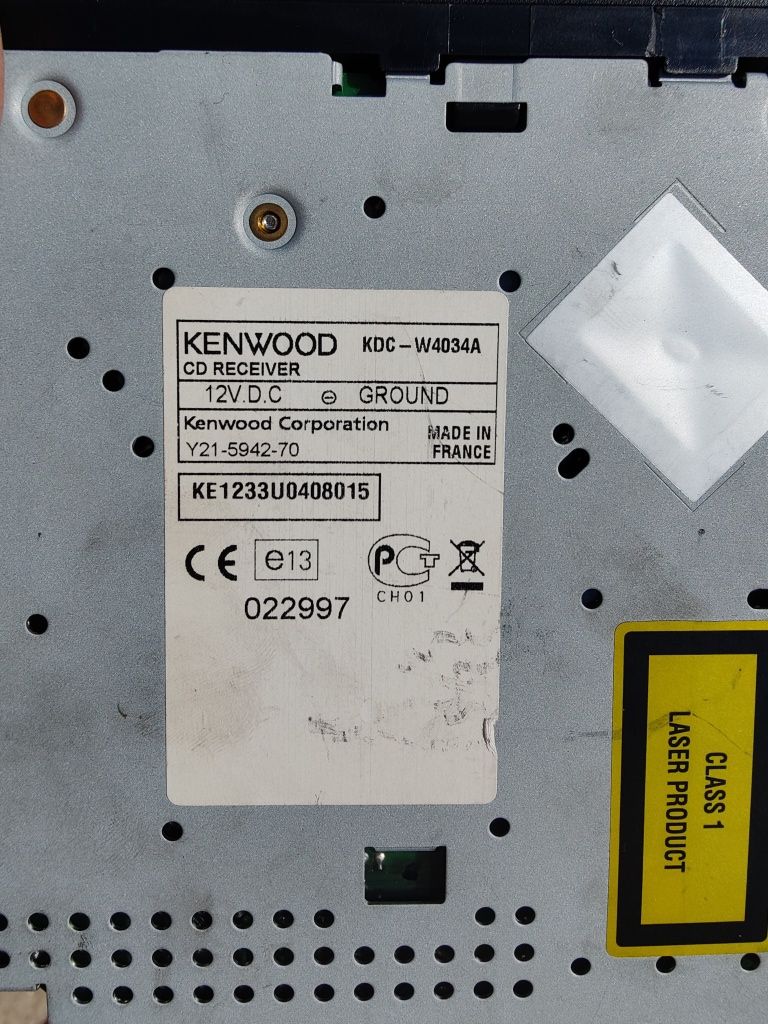 KENWOOD KDC-W4034A
CD RECEIVER
12V.D.C ⊖ GROUND
Kenwood Corporation
Y21-5942-70
MADE IN
FRANCE
KE1233U0408015
CE e13 PCT
CH01
022997
CLASS 1
LASER PRODUCT